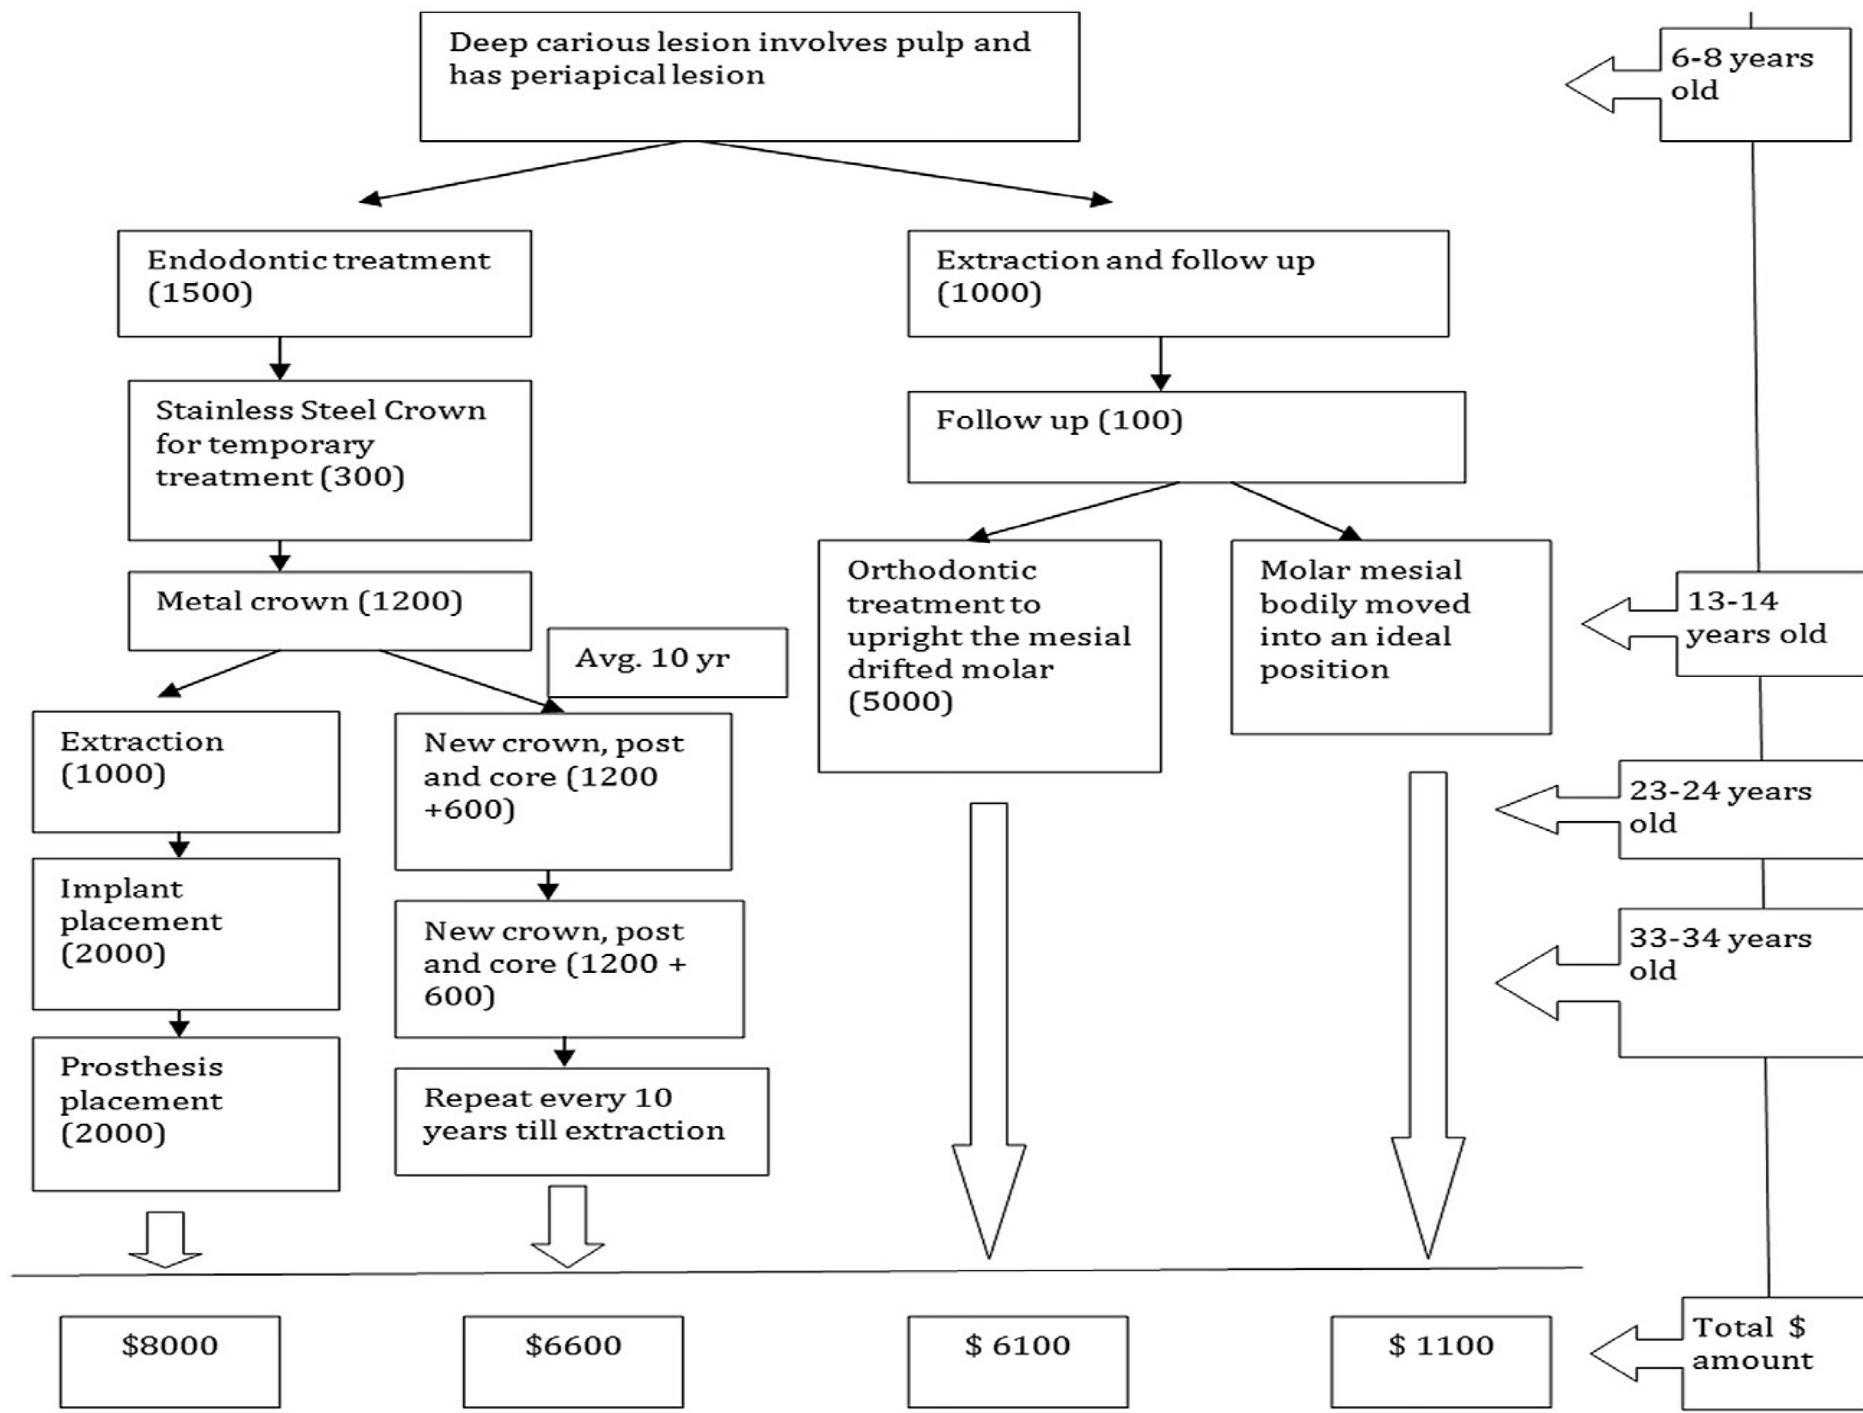 Deep carious lesion involves pulp and
has periapical lesion
6-8 years
old
Endodontic treatment
(1500)
Extraction and follow up
(1000)
Stainless Steel Crown
for temporary
treatment (300)
Follow up (100)
Metal crown (1200)
Avg. 10 yr
Orthodontic
treatment to
upright the mesial
drifted molar
(5000)
Molar mesial
bodily moved
into an ideal
position
13-14
years old
Extraction
(1000)
New crown, post
and core (1200
+600)
23-24 years
old
Implant
placement
(2000)
New crown, post
and core (1200 +
600)
33-34 years
old
Prosthesis
placement
(2000)
Repeat every 10
years till extraction
$8000
$6600
$ 6100
$ 1100
Total $
amount